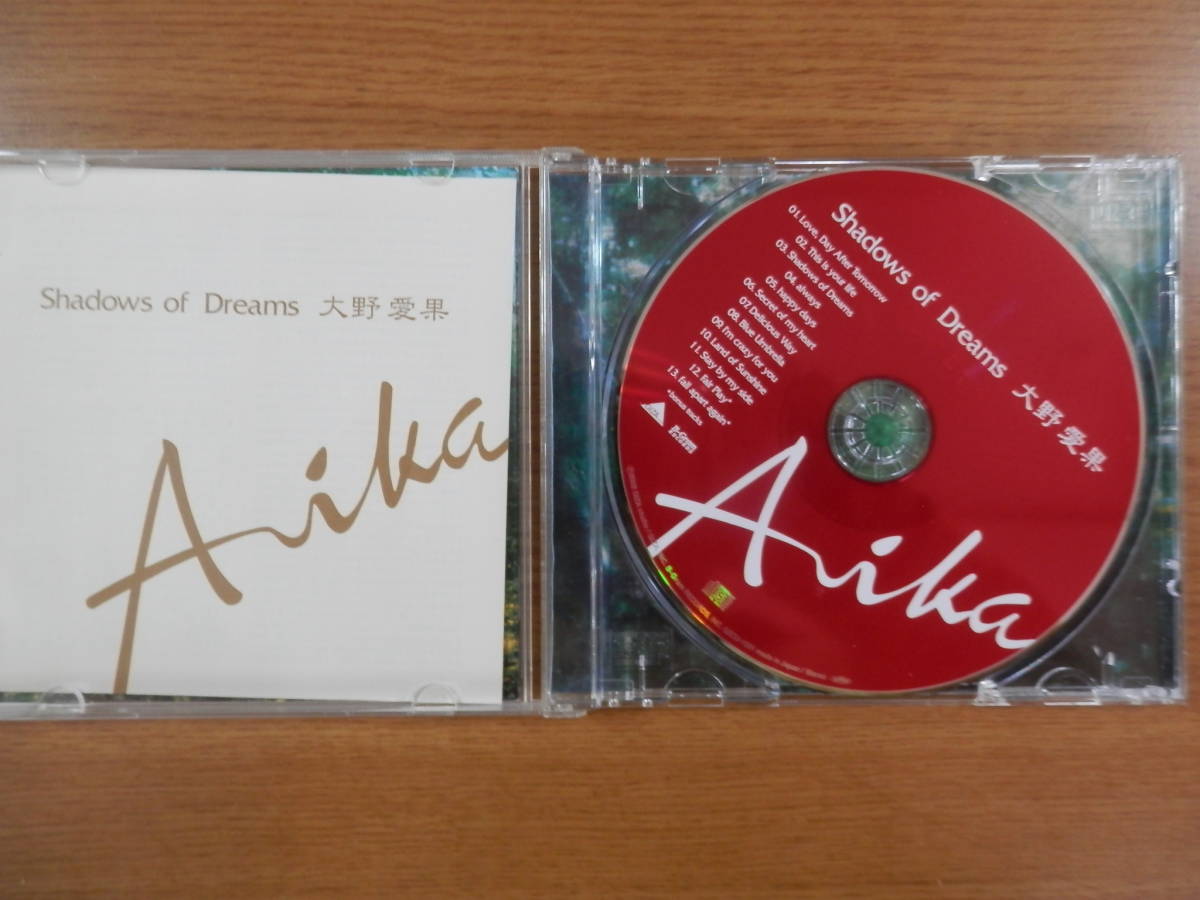 Shadows of Dreams 大野愛果
Aika
Shadows of Dreams 大野愛果
01. Love, Day After Tomorrow
02. This is your life
03. Shadows of Dreams
04. always
05. happy days
06. Secret of my heart
07. Delicious Way
08. Blue Umbrella
09. I'm crazy for you
10. Land of Sunshine
11. Stay by my side
12. Fair Play*
13. fall apart again*
*bonus tracks
Aika